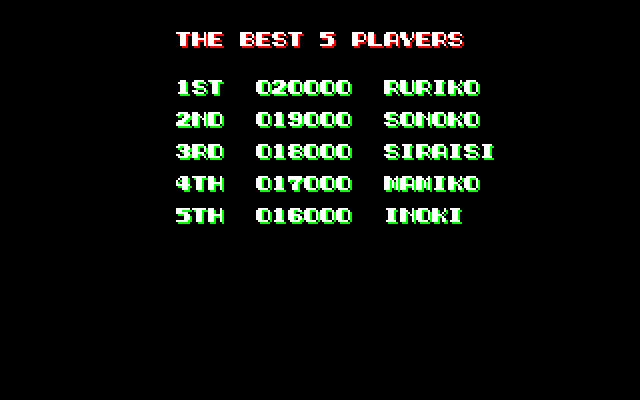 THE BEST 5 PLAYERS
1ST 020000 RURIKO
2ND 019000 SONOKO
3RD 018000 SIRAISI
4TH 017000 MAMIKO
5TH 016000 INOKI